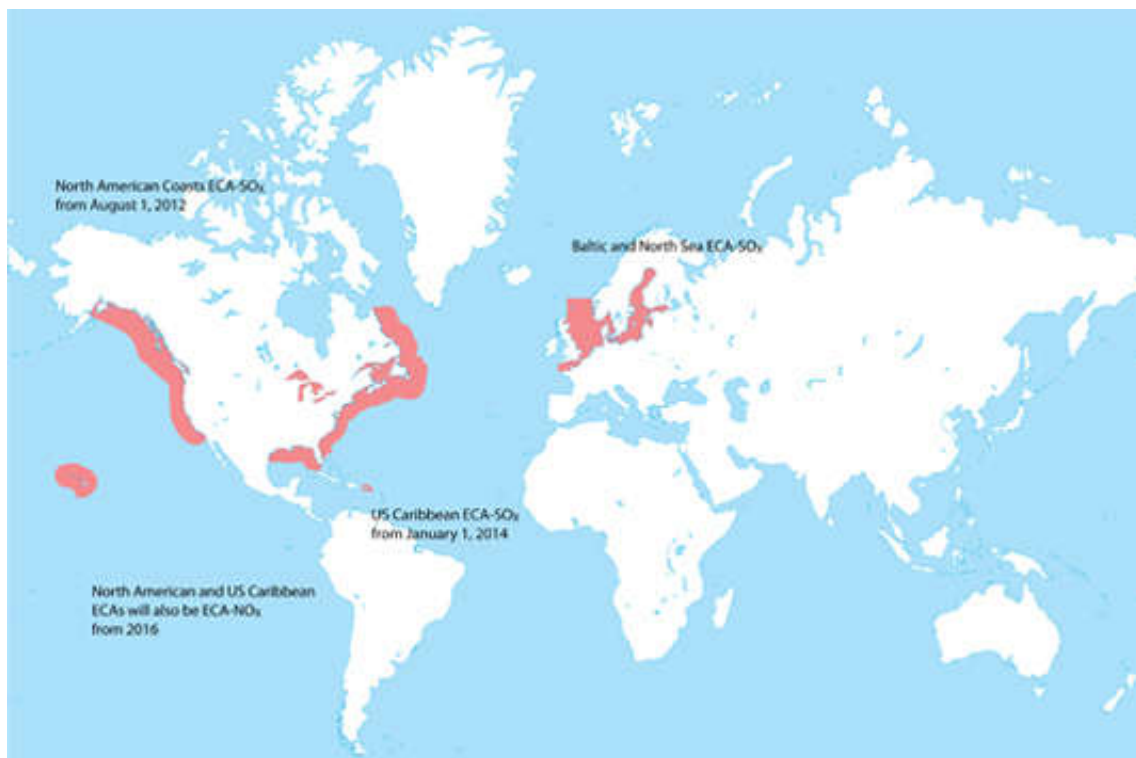 North American Coasts ECA-SOx
from August 1, 2012
Baltic and North Sea ECA-SOx
US Caribbean ECA-SOx
from January 1, 2014
North American and US Caribbean
ECAs will also be ECA-NOx
from 2016